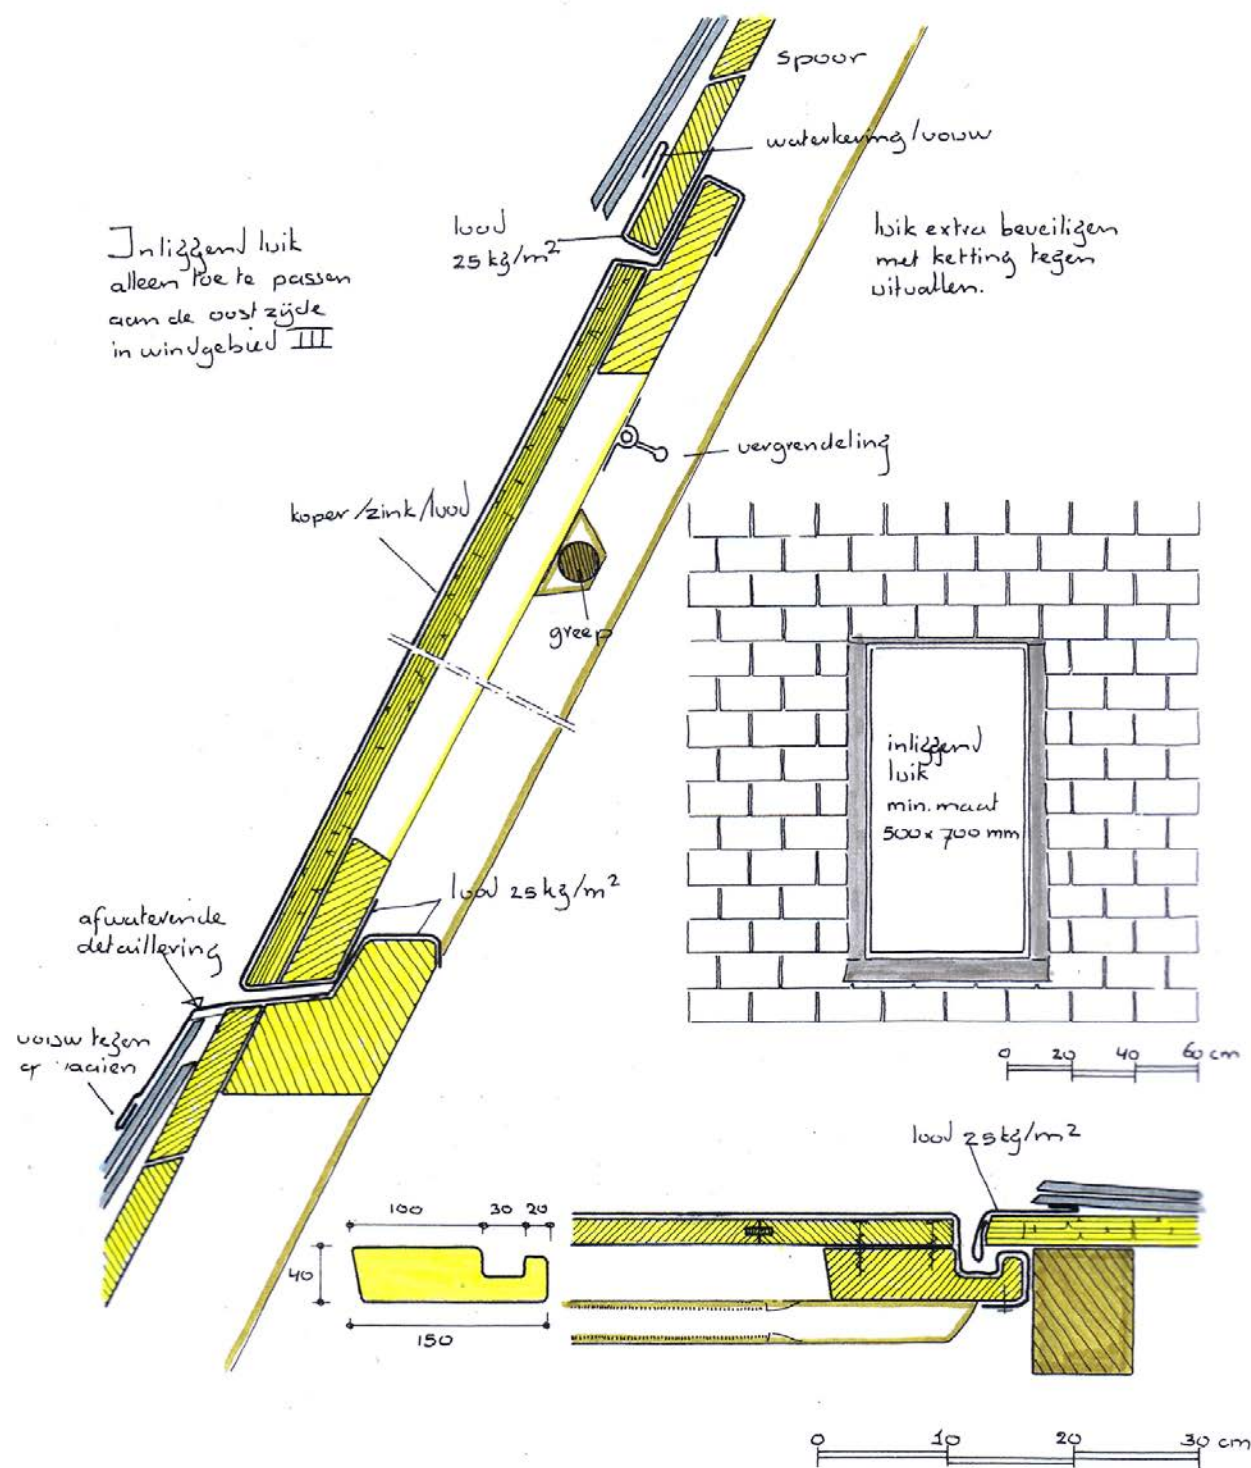 spoor
waterkering/vouw
Inliggend luik
alleen toe te passen
aan de oostzijde
in windgebied III
lood
25 kg/m²
luik extra beveiligen
met ketting tegen
uitvallen.
vergrendeling
koper/zink/lood
greep
inliggend
luik
min. maat
500 x 700 mm
lood 25 kg/m²
afwaterende
detaillering
vouw tegen
0 20 40 60 cm
lood 25 kg/m²
100 30 20
40
150
0 10 20 30 cm